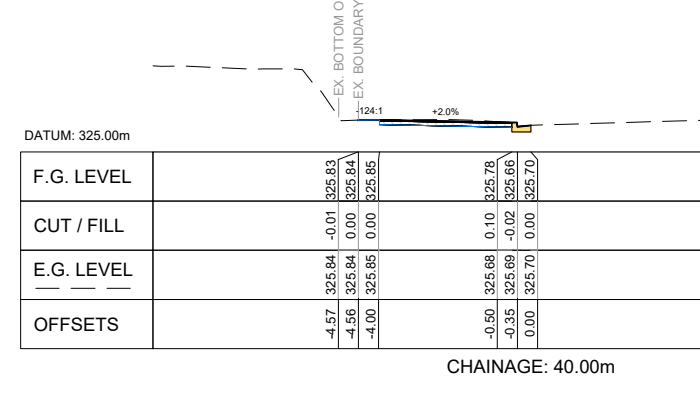 EX. BOTTOM O
EX. BOUNDARY
-124:1
+2.0%
DATUM: 325.00m
F.G. LEVEL 325.83 325.84 325.85 325.78 325.66 325.70
CUT / FILL -0.01 0.00 0.00 0.10 -0.02 0.00
E.G. LEVEL 325.84 325.84 325.85 325.68 325.69 325.70
OFFSETS -4.57 -4.56 -4.00 -0.50 -0.35 0.00
CHAINAGE: 40.00m